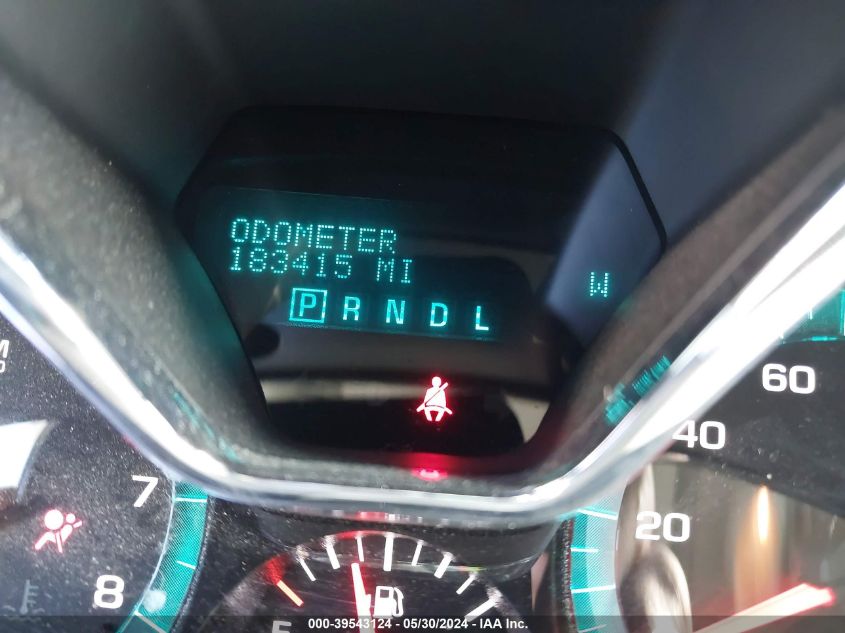 ODOMETER
183415 MI
W
P R N D L
60
40
20
7
8
000-39543124 - 05/30/2024 - IAA Inc.